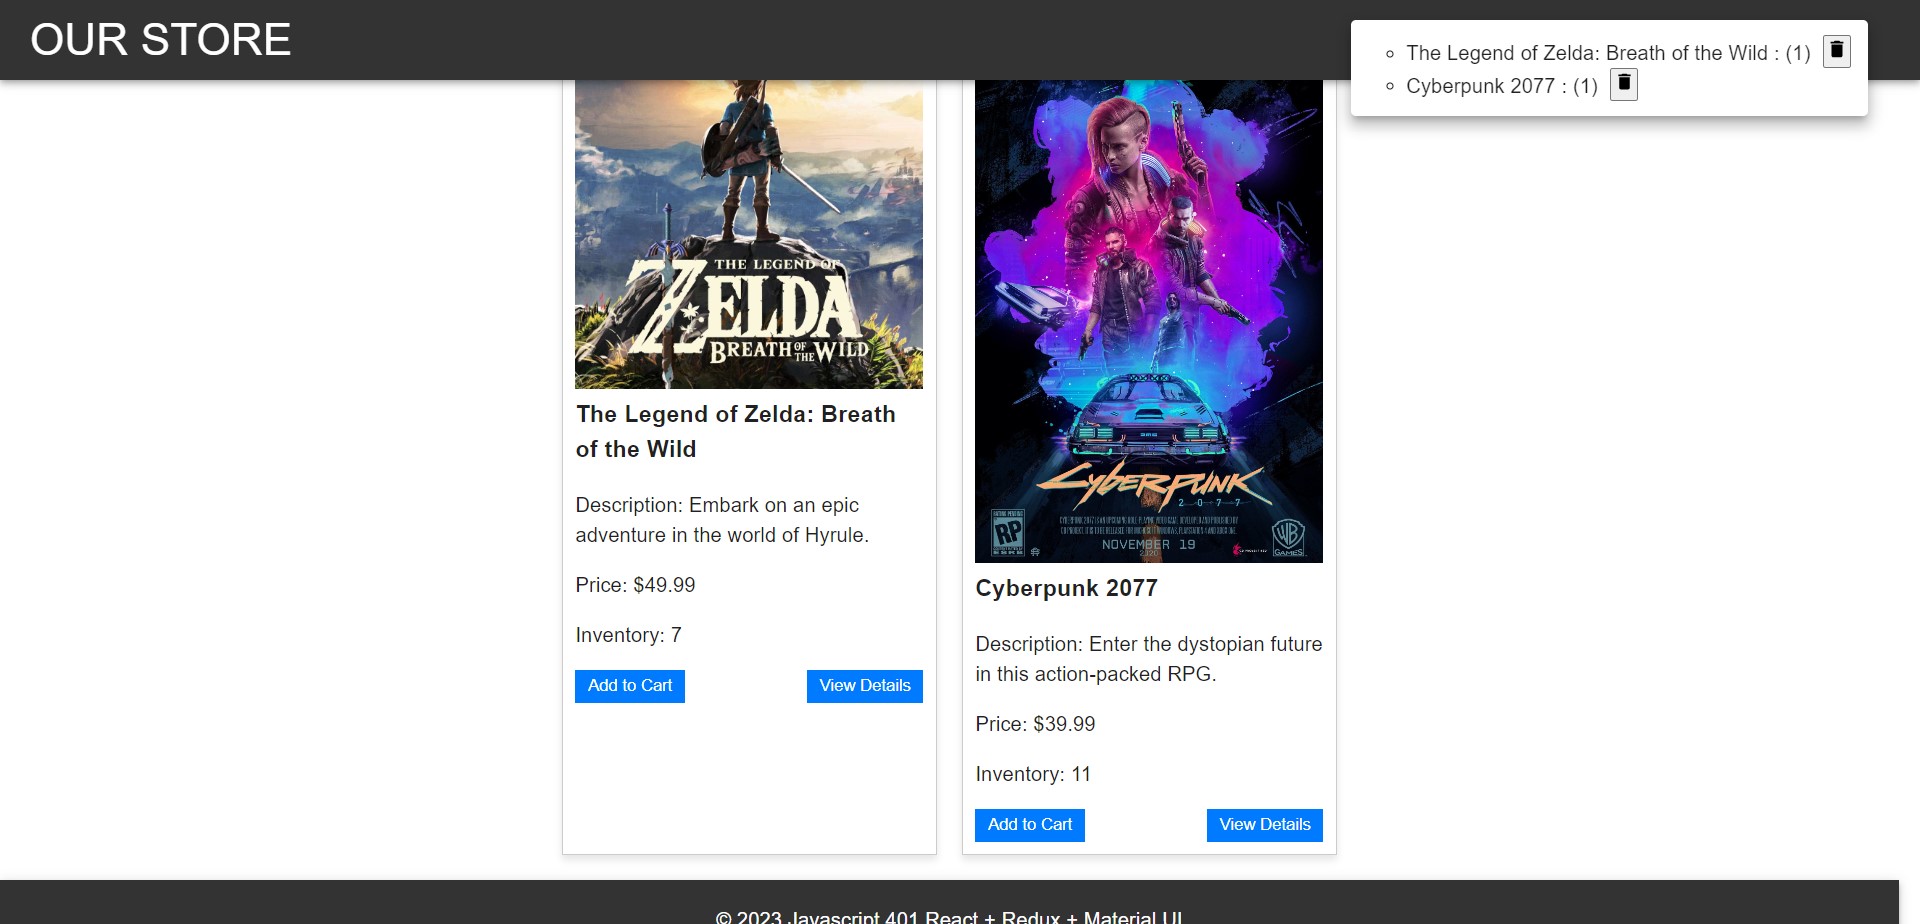 OUR STORE
The Legend of Zelda: Breath of the Wild : (1)
Cyberpunk 2077 : (1)
THE LEGEND OF
ZELDA
BREATH OF THE WILD
The Legend of Zelda: Breath
of the Wild
Description: Embark on an epic
adventure in the world of Hyrule.
Price: $49.99
Inventory: 7
Add to Cart
View Details
CYBERPUNK
2077
RP
NOVEMBER 19
2020
WB
GAMES
Cyberpunk 2077
Description: Enter the dystopian future
in this action-packed RPG.
Price: $39.99
Inventory: 11
Add to Cart
View Details
© 2023 Javascript 401 React + Redux + Material UI